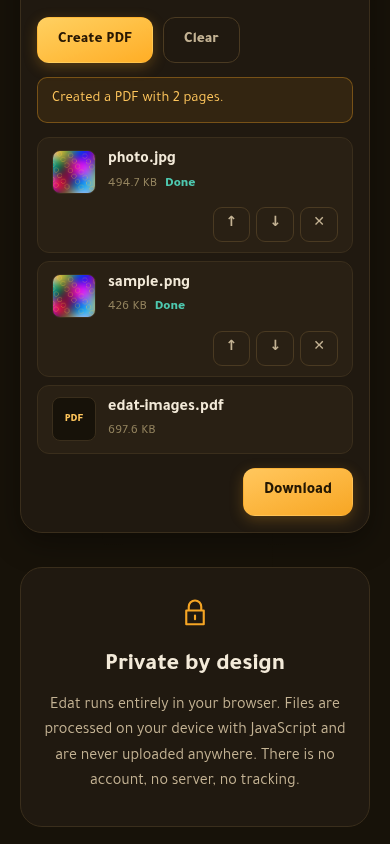 Create PDF
Clear
Created a PDF with 2 pages.
photo.jpg
494.7 KB Done
↑ ↓ ✕
sample.png
426 KB Done
↑ ↓ ✕
PDF
edat-images.pdf
697.6 KB
Download
Private by design
Edat runs entirely in your browser. Files are
processed on your device with JavaScript and
are never uploaded anywhere. There is no
account, no server, no tracking.